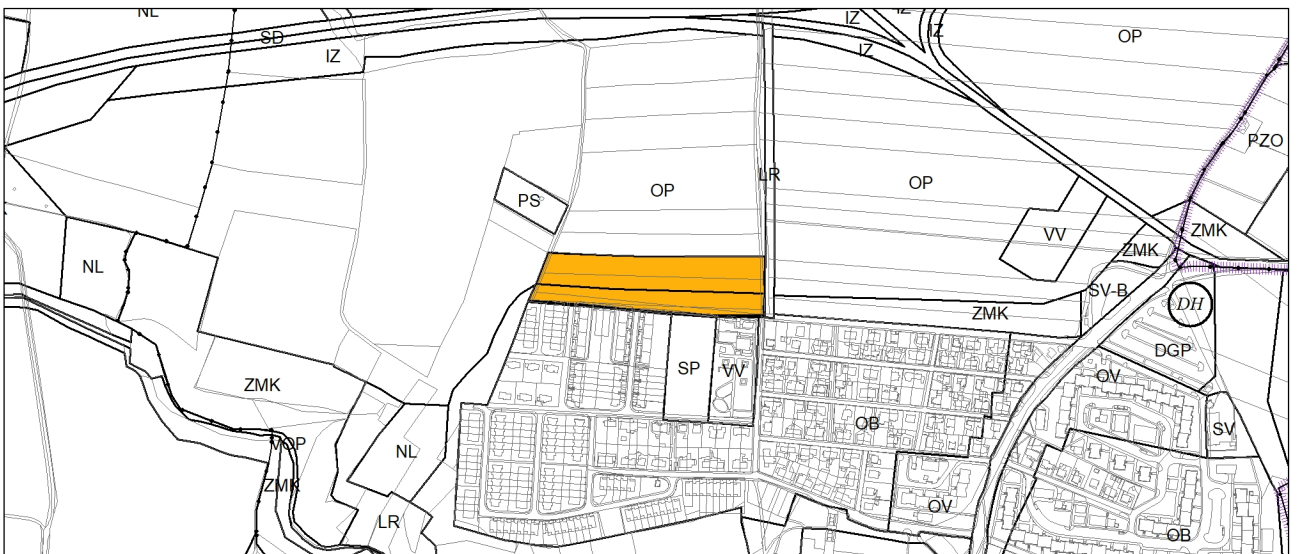 NL
SD
IZ
IZ
IZ
IZ
IZ
OP
PZO
LR
OP
OP
PS
VV
ZMK
ZMK
NL
SV-B
DH
ZMK
DGP
OV
SP
VV
ZMK
OB
SV
VOP
NL
ZMK
OV
LR
OB